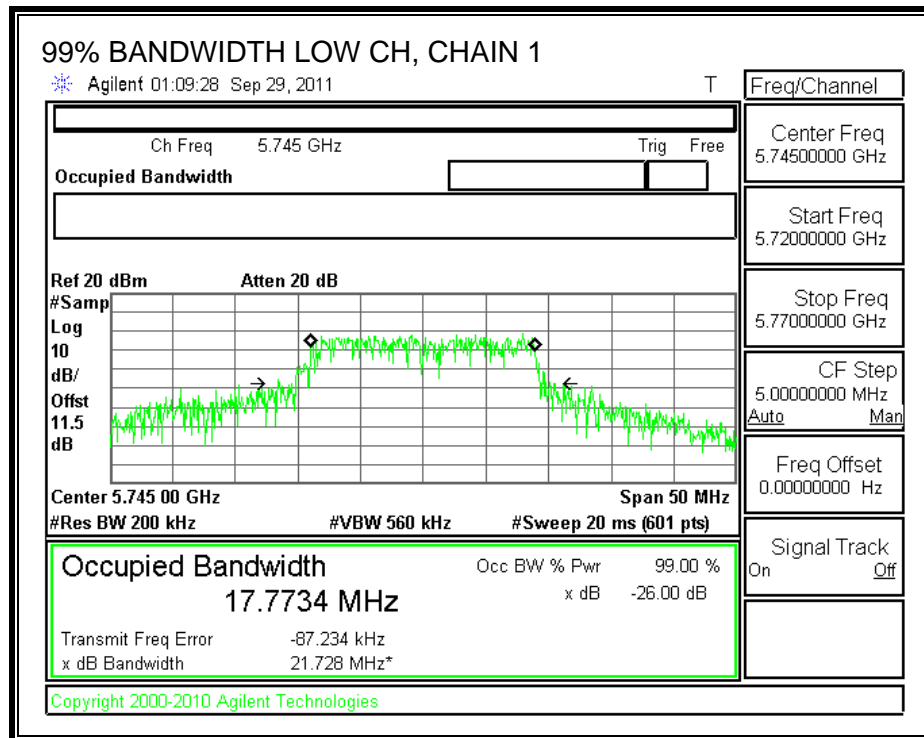 99% BANDWIDTH LOW CH, CHAIN 1
Agilent 01:09:28 Sep 29, 2011 T
Freq/Channel
Ch Freq 5.745 GHz Trig Free
Occupied Bandwidth
Center Freq
5.74500000 GHz
Start Freq
5.72000000 GHz
Stop Freq
5.77000000 GHz
CF Step
5.00000000 MHz
Auto Man
Freq Offset
0.00000000 Hz
Signal Track
On Off
Ref 20 dBm Atten 20 dB
#Samp
Log
10
dB/
Offst
11.5
dB
Center 5.745 00 GHz Span 50 MHz
#Res BW 200 kHz #VBW 560 kHz #Sweep 20 ms (601 pts)
Occupied Bandwidth Occ BW % Pwr 99.00 %
17.7734 MHz x dB -26.00 dB
Transmit Freq Error -87.234 kHz
x dB Bandwidth 21.728 MHz*
Copyright 2000-2010 Agilent Technologies